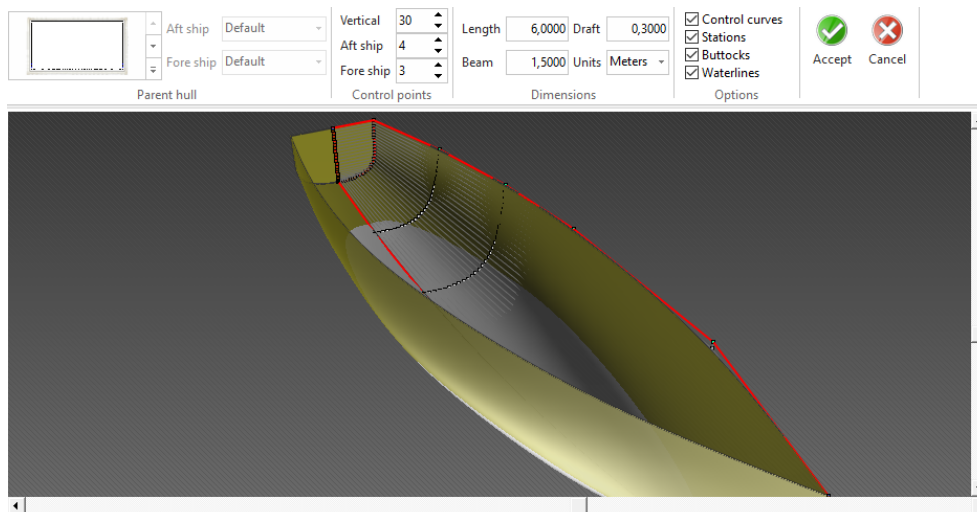 Aft ship Default
Fore ship Default
Parent hull
Vertical 30
Aft ship 4
Fore ship 3
Control points
Length 6,0000 Draft 0,3000
Beam 1,5000 Units Meters
Dimensions
Control curves
Stations
Buttocks
Waterlines
Options
Accept
Cancel